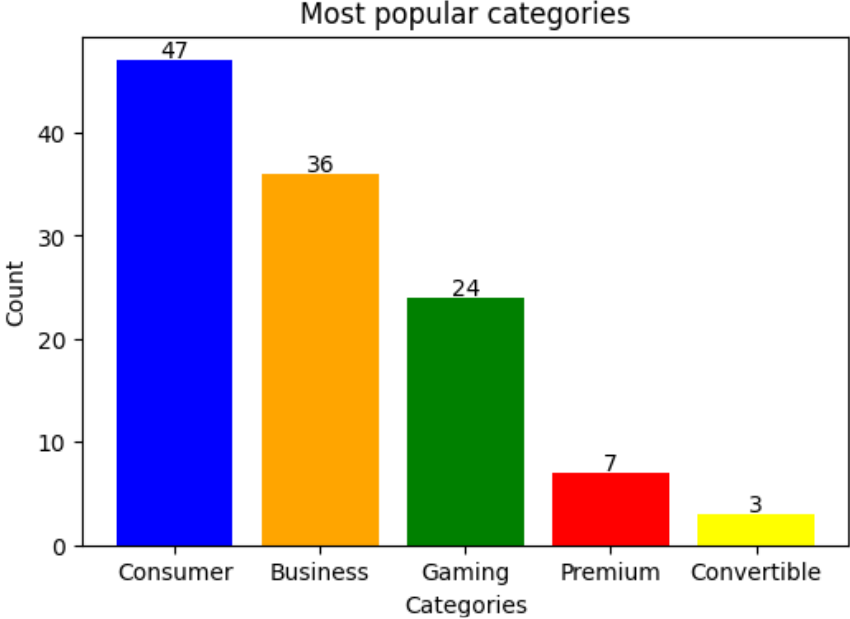 Most popular categories
47
36
24
7
3
40
30
20
10
0
Count
Consumer Business Gaming Premium Convertible
Categories